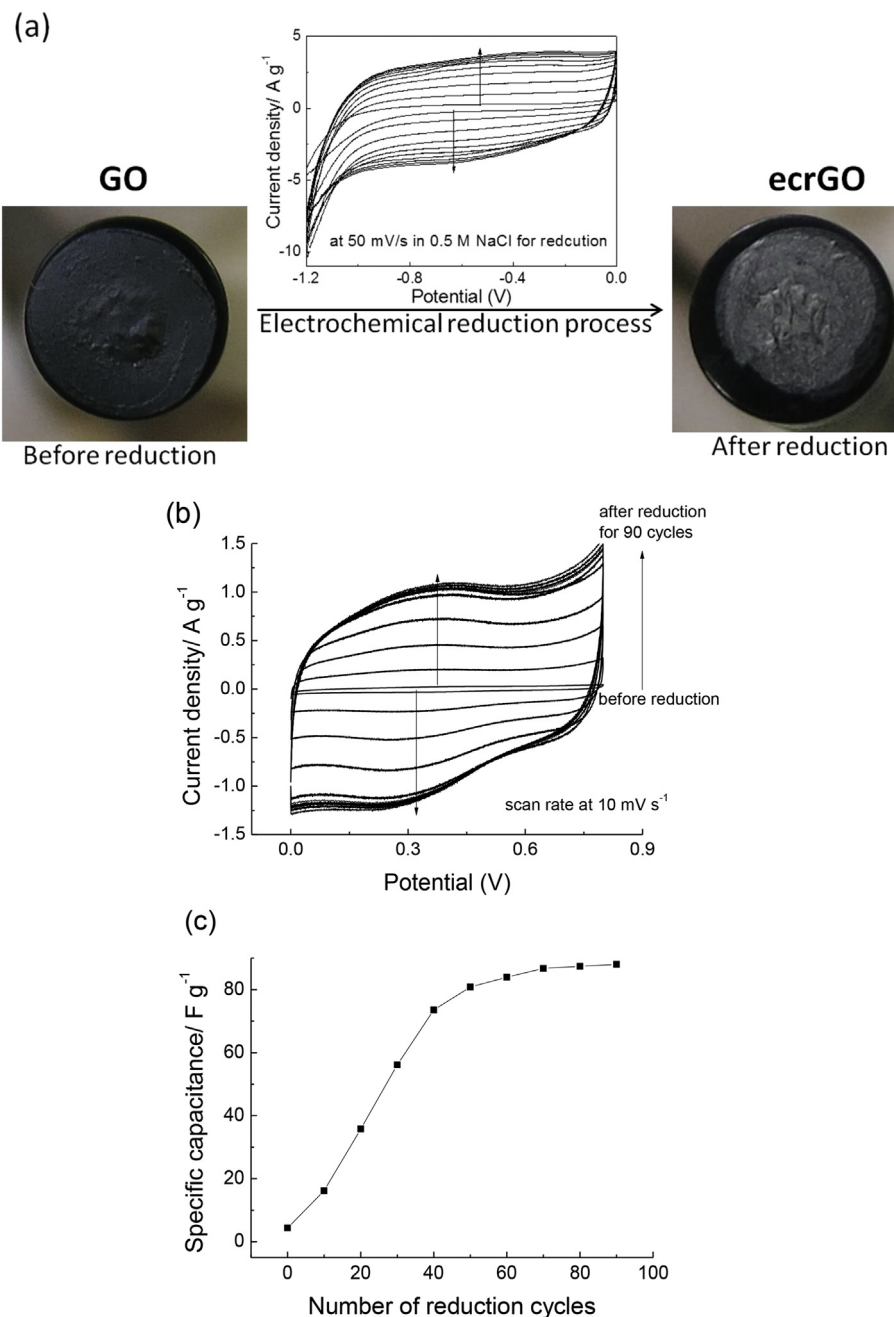 (a)
5
0
-5
-10
Current density/ A g-1
at 50 mV/s in 0.5 M NaCl for redcution
-1.2 -0.8 -0.4 0.0
Potential (V)
GO
ecrGO
Electrochemical reduction process
Before reduction
After reduction
(b)
after reduction
for 90 cycles
1.5
1.0
0.5
0.0
-0.5
-1.0
-1.5
Current density/ A g-1
before reduction
scan rate at 10 mV s-1
0.0 0.3 0.6 0.9
Potential (V)
(c)
80
60
40
20
0
Specific capacitance/ F g-1
0 20 40 60 80 100
Number of reduction cycles